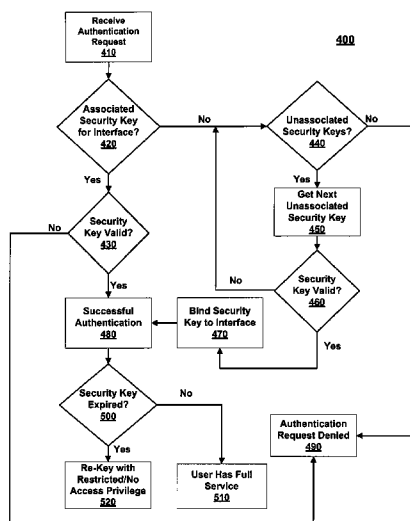 Receive
Authentication
Request
410
400
Associated
Security Key
for Interface?
420
No
No
Unassociated
Security Keys?
440
No
Yes
Yes
Get Next
Unassociated
Security Key
450
No
Security
Key Valid?
430
No
Security
Key Valid?
460
Yes
Successful
Authentication
480
Bind Security
Key to Interface
470
Yes
Security Key
Expired?
500
No
Authentication
Request Denied
490
Yes
Re-Key with
Restricted/No
Access Privilege
520
User Has Full
Service
510